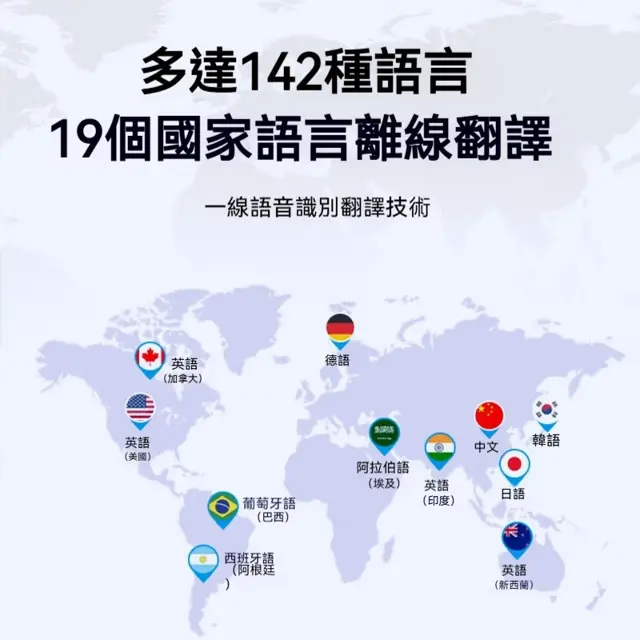 多達142種語言
19個國家語言離線翻譯
一線語音識別翻譯技術
德語
英語
（加拿大）
英語
（美國）
韓語
中文
阿拉伯語
（埃及）
英語
（印度）
日語
葡萄牙語
（巴西）
西班牙語
（阿根廷
）
英語
（新西蘭）